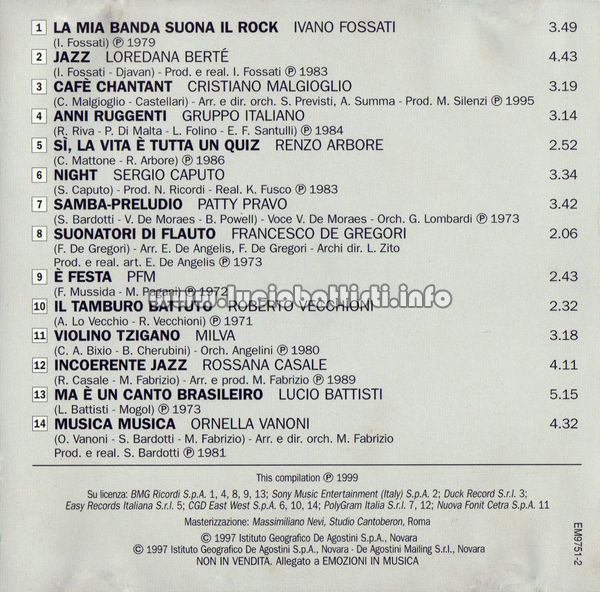 1 LA MIA BANDA SUONA IL ROCK IVANO FOSSATI 3.49
(I. Fossati) ℗ 1979
2 JAZZ LOREDANA BERTÉ 4.43
(I. Fossati - Djavan) - Prod. e real. I. Fossati ℗ 1983
3 CAFÈ CHANTANT CRISTIANO MALGIOGLIO 3.19
(C. Malgioglio - Castellari) - Arr. e dir. orch. S. Previsti, A. Summa - Prod. M. Silenzi ℗ 1995
4 ANNI RUGGENTI GRUPPO ITALIANO 3.14
(R. Riva - P. Di Malta - L. Folino - E. F. Santulli) ℗ 1984
5 SÌ, LA VITA È TUTTA UN QUIZ RENZO ARBORE 2.52
(C. Mattone - R. Arbore) ℗ 1986
6 NIGHT SERGIO CAPUTO 3.34
(S. Caputo) - Prod. N. Ricordi - Real. K. Fusco ℗ 1983
7 SAMBA-PRELUDIO PATTY PRAVO 3.42
(S. Bardotti - V. De Moraes - B. Powell) - Voce V. De Moraes - Orch. G. Lombardi ℗ 1973
8 SUONATORI DI FLAUTO FRANCESCO DE GREGORI 2.06
(F. De Gregori) - Arr. E. De Angelis, F. De Gregori - Archi dir. L. Zito
Prod. e real. art. E. De Angelis ℗ 1973
9 È FESTA PFM 2.43
(F. Mussida - M. Pagani) ℗ 1972
www.luciobattisti.info
10 IL TAMBURO BATTUTO ROBERTO VECCHIONI 2.32
(A. Lo Vecchio - R. Vecchioni) ℗ 1971
11 VIOLINO TZIGANO MILVA 3.18
(C. A. Bixio - B. Cherubini) - Orch. Angelini ℗ 1980
12 INCOERENTE JAZZ ROSSANA CASALE 4.11
(R. Casale - M. Fabrizio) - Arr. e prod. M. Fabrizio ℗ 1989
13 MA È UN CANTO BRASILEIRO LUCIO BATTISTI 5.15
(L. Battisti - Mogol) ℗ 1973
14 MUSICA MUSICA ORNELLA VANONI 4.32
(O. Vanoni - S. Bardotti - M. Fabrizio) - Arr. e dir. orch. M. Fabrizio
Prod. e real. S. Bardotti ℗ 1981
This compilation ℗ 1999
Su licenza: BMG Ricordi S.p.A. 1, 4, 8, 9, 13; Sony Music Entertainment (Italy) S.p.A. 2; Duck Record S.r.l. 3;
Easy Records Italiana S.r.l. 5; CGD East West S.p.A. 6, 10, 14; PolyGram Italia S.r.l. 7, 12; Nuova Fonit Cetra S.p.A. 11
Masterizzazione: Massimiliano Nevi, Studio Cantoberon, Roma
© 1997 Istituto Geografico De Agostini S.p.A., Novara
© 1997 Istituto Geografico De Agostini S.p.A., Novara - De Agostini Mailing S.r.l., Novara
NON IN VENDITA. Allegato a EMOZIONI IN MUSICA
EM9751-2